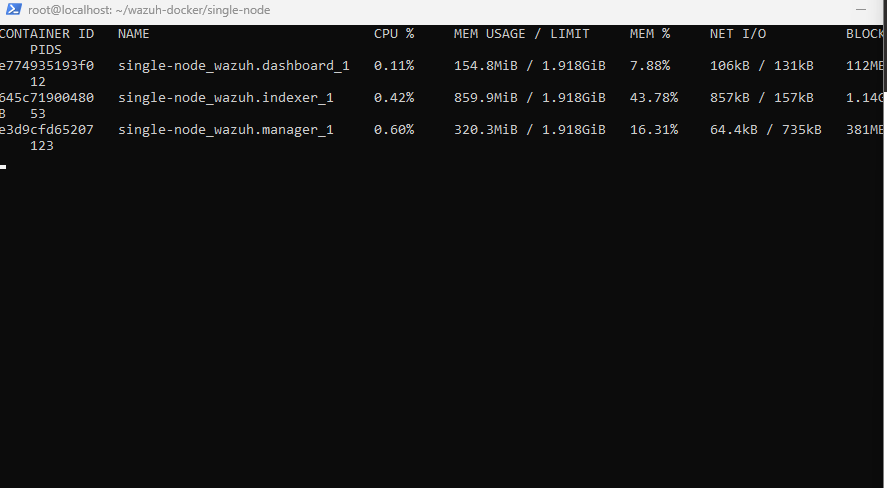 root@localhost: ~/wazuh-docker/single-node
CONTAINER ID   NAME                            CPU %     MEM USAGE / LIMIT     MEM %     NET I/O          BLOCK
    PIDS
e774935193f0   single-node_wazuh.dashboard_1   0.11%     154.8MiB / 1.918GiB   7.88%     106kB / 131kB    112MB
    12
645c71900480   single-node_wazuh.indexer_1     0.42%     859.9MiB / 1.918GiB   43.78%    857kB / 157kB    1.14G
B   53
e3d9cfd65207   single-node_wazuh.manager_1     0.60%     320.3MiB / 1.918GiB   16.31%    64.4kB / 735kB   381MB
    123